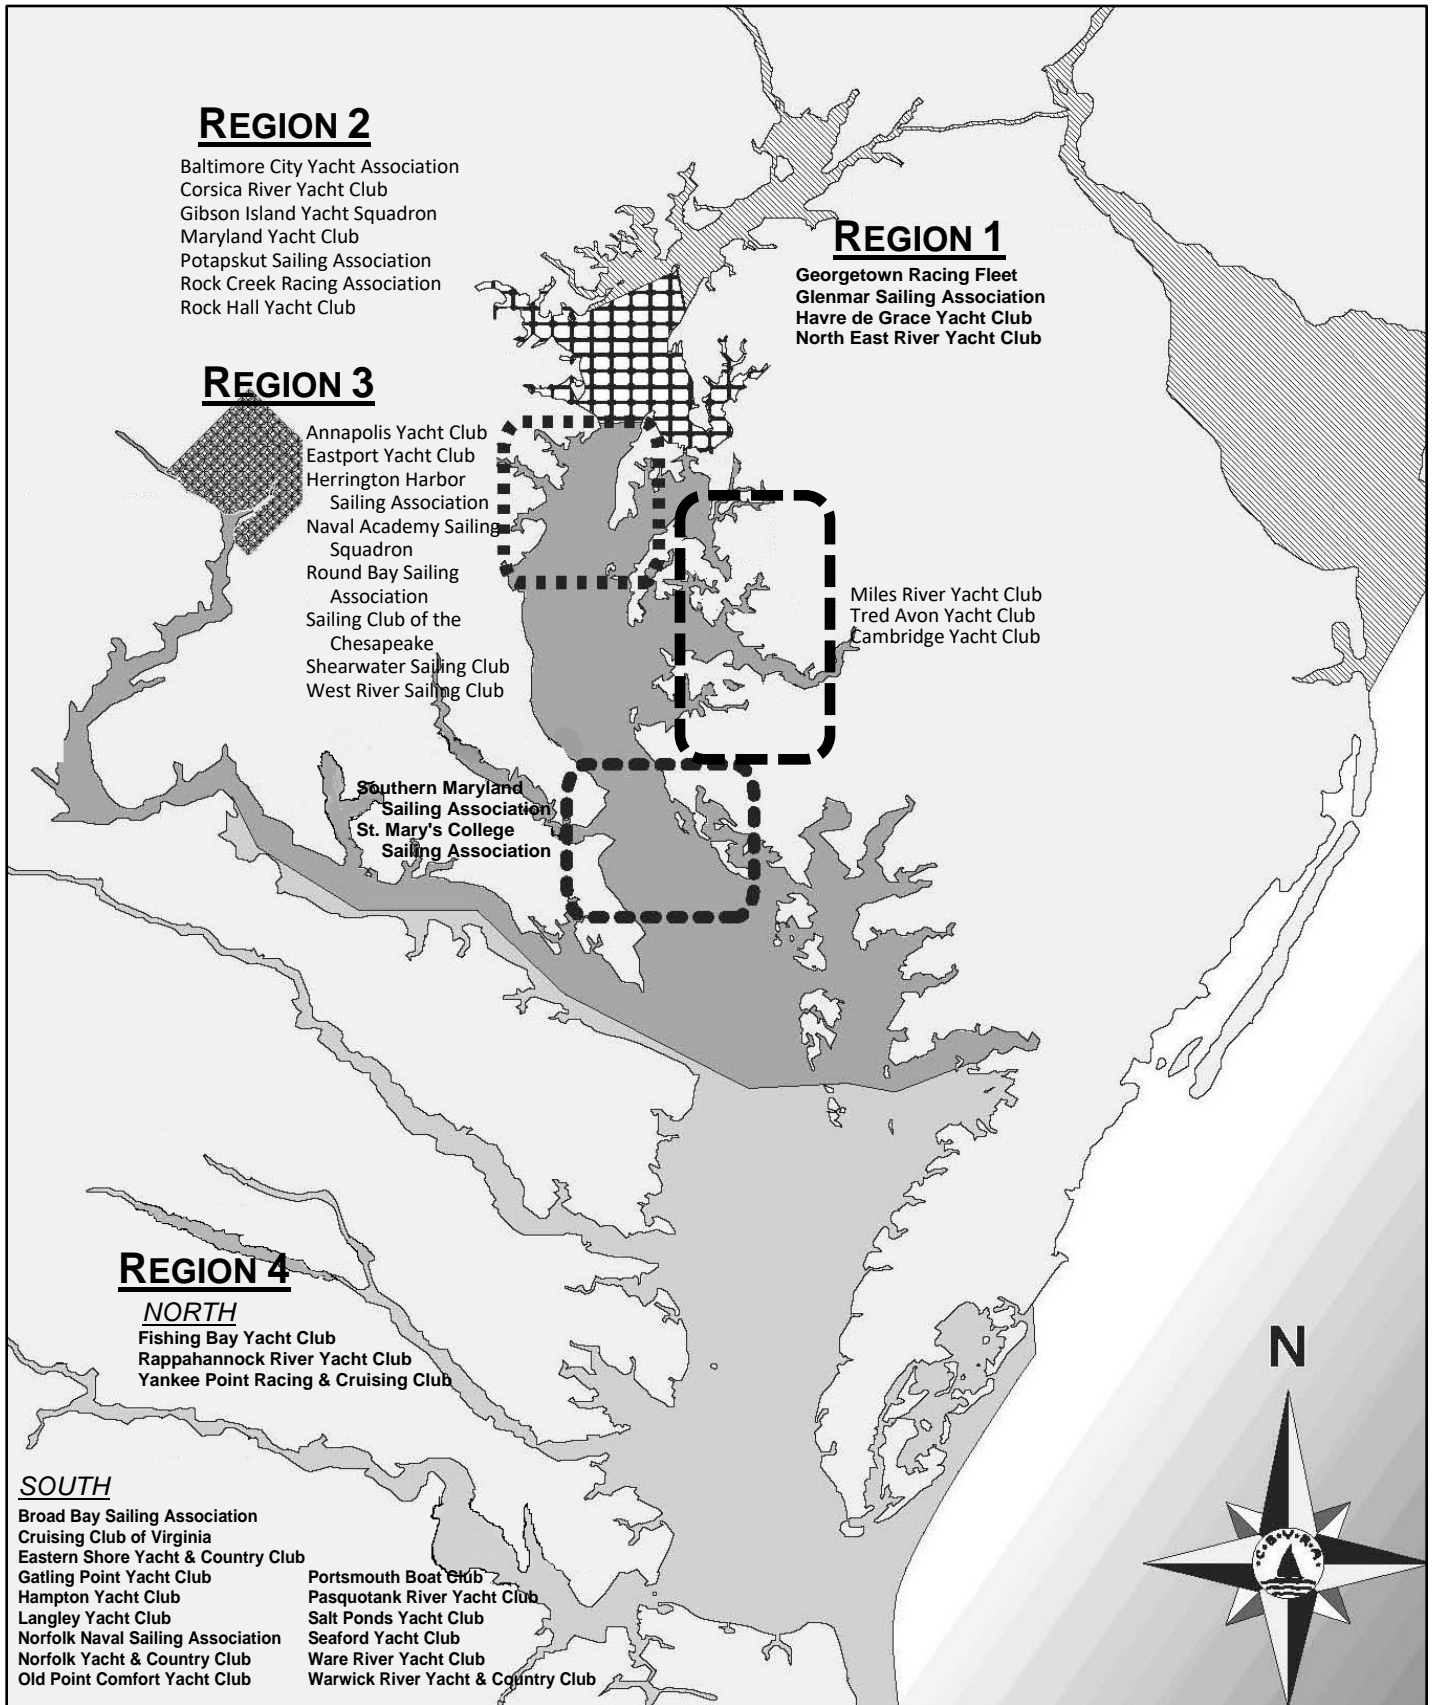 REGION 2
Baltimore City Yacht Association
Corsica River Yacht Club
Gibson Island Yacht Squadron
Maryland Yacht Club
Potapskut Sailing Association
Rock Creek Racing Association
Rock Hall Yacht Club
REGION 1
Georgetown Racing Fleet
Glenmar Sailing Association
Havre de Grace Yacht Club
North East River Yacht Club
REGION 3
Annapolis Yacht Club
Eastport Yacht Club
Herrington Harbor
Sailing Association
Naval Academy Sailing
Squadron
Round Bay Sailing
Association
Sailing Club of the
Chesapeake
Shearwater Sailing Club
West River Sailing Club
Miles River Yacht Club
Tred Avon Yacht Club
Cambridge Yacht Club
Southern Maryland
Sailing Association
St. Mary's College
Sailing Association
REGION 4
NORTH
Fishing Bay Yacht Club
Rappahannock River Yacht Club
Yankee Point Racing & Cruising Club
SOUTH
Broad Bay Sailing Association
Cruising Club of Virginia
Eastern Shore Yacht & Country Club
Gatling Point Yacht Club
Hampton Yacht Club
Langley Yacht Club
Norfolk Naval Sailing Association
Norfolk Yacht & Country Club
Old Point Comfort Yacht Club
Portsmouth Boat Club
Pasquotank River Yacht Club
Salt Ponds Yacht Club
Seaford Yacht Club
Ware River Yacht Club
Warwick River Yacht & Country Club
N
C B Y R A